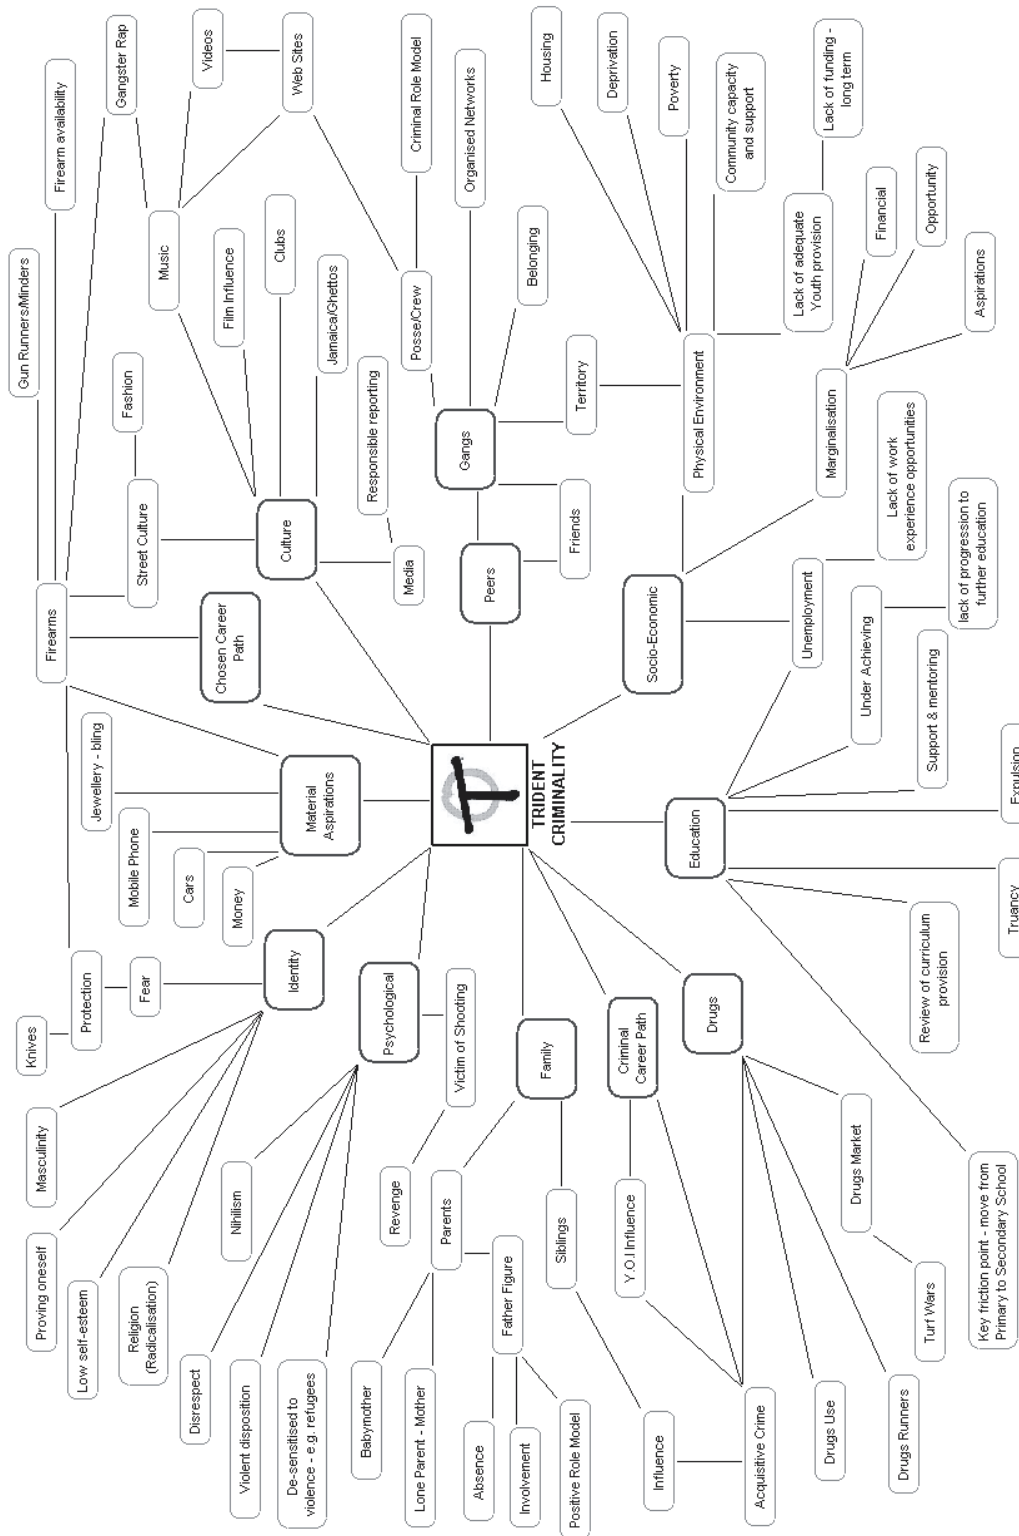 Gun Runners/Minders
Firearm availability
Gangster Rap
Videos
Web Sites
Music
Film Influence
Clubs
Jamaica/Ghettos
Fashion
Street Culture
Culture
Responsible reporting
Media
Firearms
Chosen Career
Path
Jewellery - bling
Mobile Phone
Cars
Money
Material
Aspirations
Criminal Role Model
Organised Networks
Posse/Crew
Belonging
Territory
Gangs
Friends
Peers
Housing
Deprivation
Poverty
Community capacity
and support
Lack of funding -
long term
Lack of adequate
Youth provision
Physical Environment
Financial
Opportunity
Aspirations
Marginalisation
Socio-Economic
Unemployment
Lack of work
experience opportunities
Under Achieving
lack of progression to
further education
Support & mentoring
Expulsion
Truancy
Education
Review of curriculum
provision
Key friction point - move from
Primary to Secondary School
TRIDENT
CRIMINALITY
Knives
Protection
Fear
Identity
Masculinity
Proving oneself
Low self-esteem
Religion
(Radicalisation)
Psychological
Victim of Shooting
Revenge
Nihilism
Disrespect
Violent disposition
De-sensitised to
violence - e.g. refugees
Family
Parents
Babymother
Lone Parent - Mother
Father Figure
Absence
Involvement
Positive Role Model
Siblings
Influence
Criminal
Career Path
Y.O.I Influence
Acquisitive Crime
Drugs
Drugs Market
Turf Wars
Drugs Use
Drugs Runners